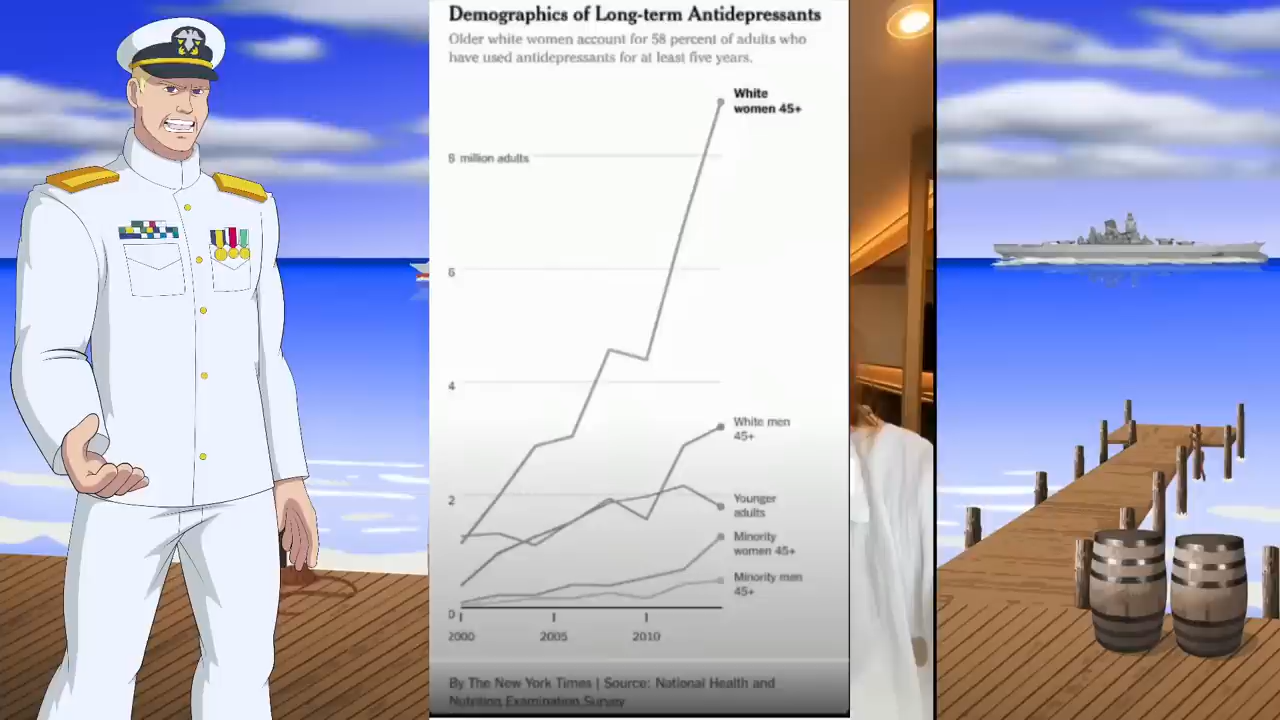 Demographics of Long-term Antidepressants
Older white women account for 58 percent of adults who
have used antidepressants for at least five years.
White
women 45+
8 million adults
6
4
White men
45+
2
Younger
adults
Minority
women 45+
Minority men
45+
0
2000 2005 2010
By The New York Times | Source: National Health and
Nutrition Examination Survey